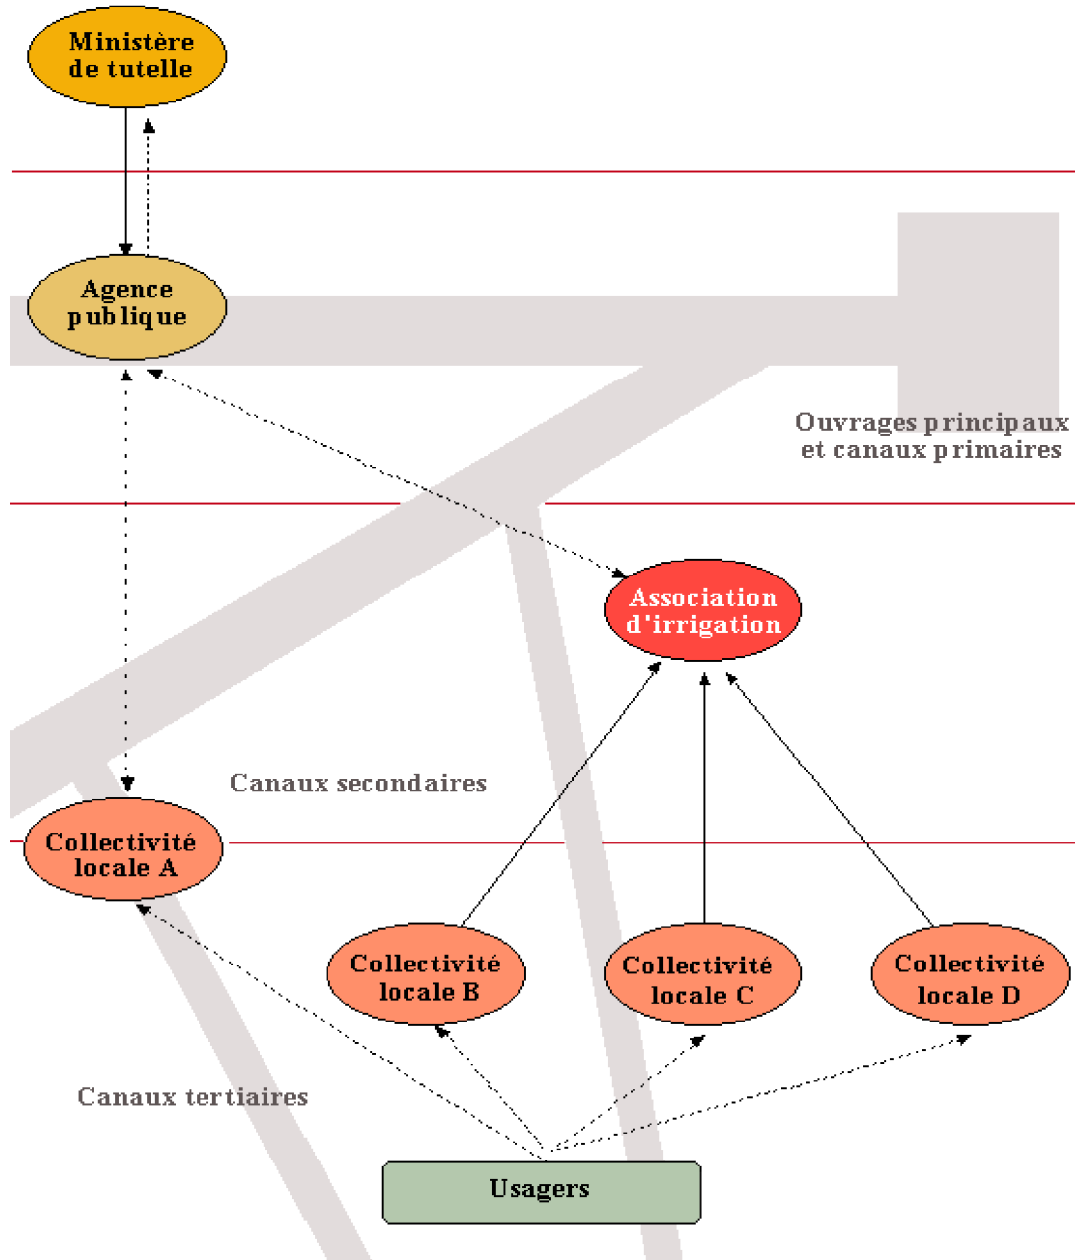 Ministère
de tutelle
Agence
publique
Ouvrages principaux
et canaux primaires
Association
d'irrigation
Canaux secondaires
Collectivité
locale A
Collectivité
locale B
Collectivité
locale C
Collectivité
locale D
Canaux tertiaires
Usagers